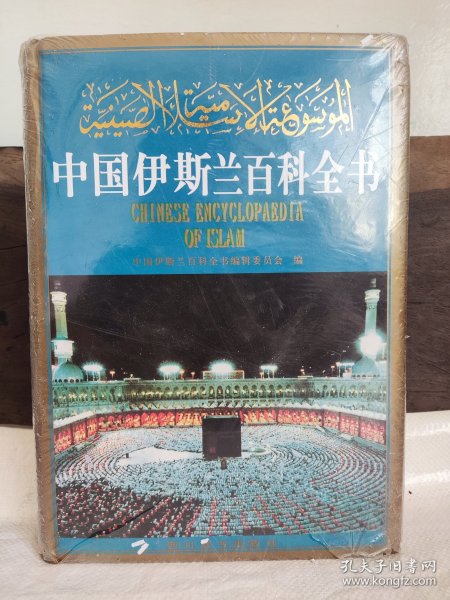 الموسوعة الإسلامية الصينية
中国伊斯兰百科全书
CHINESE ENCYCLOPAEDIA
OF ISLAM
中国伊斯兰百科全书编辑委员会 编
孔夫子旧书网
www.kongfz.com